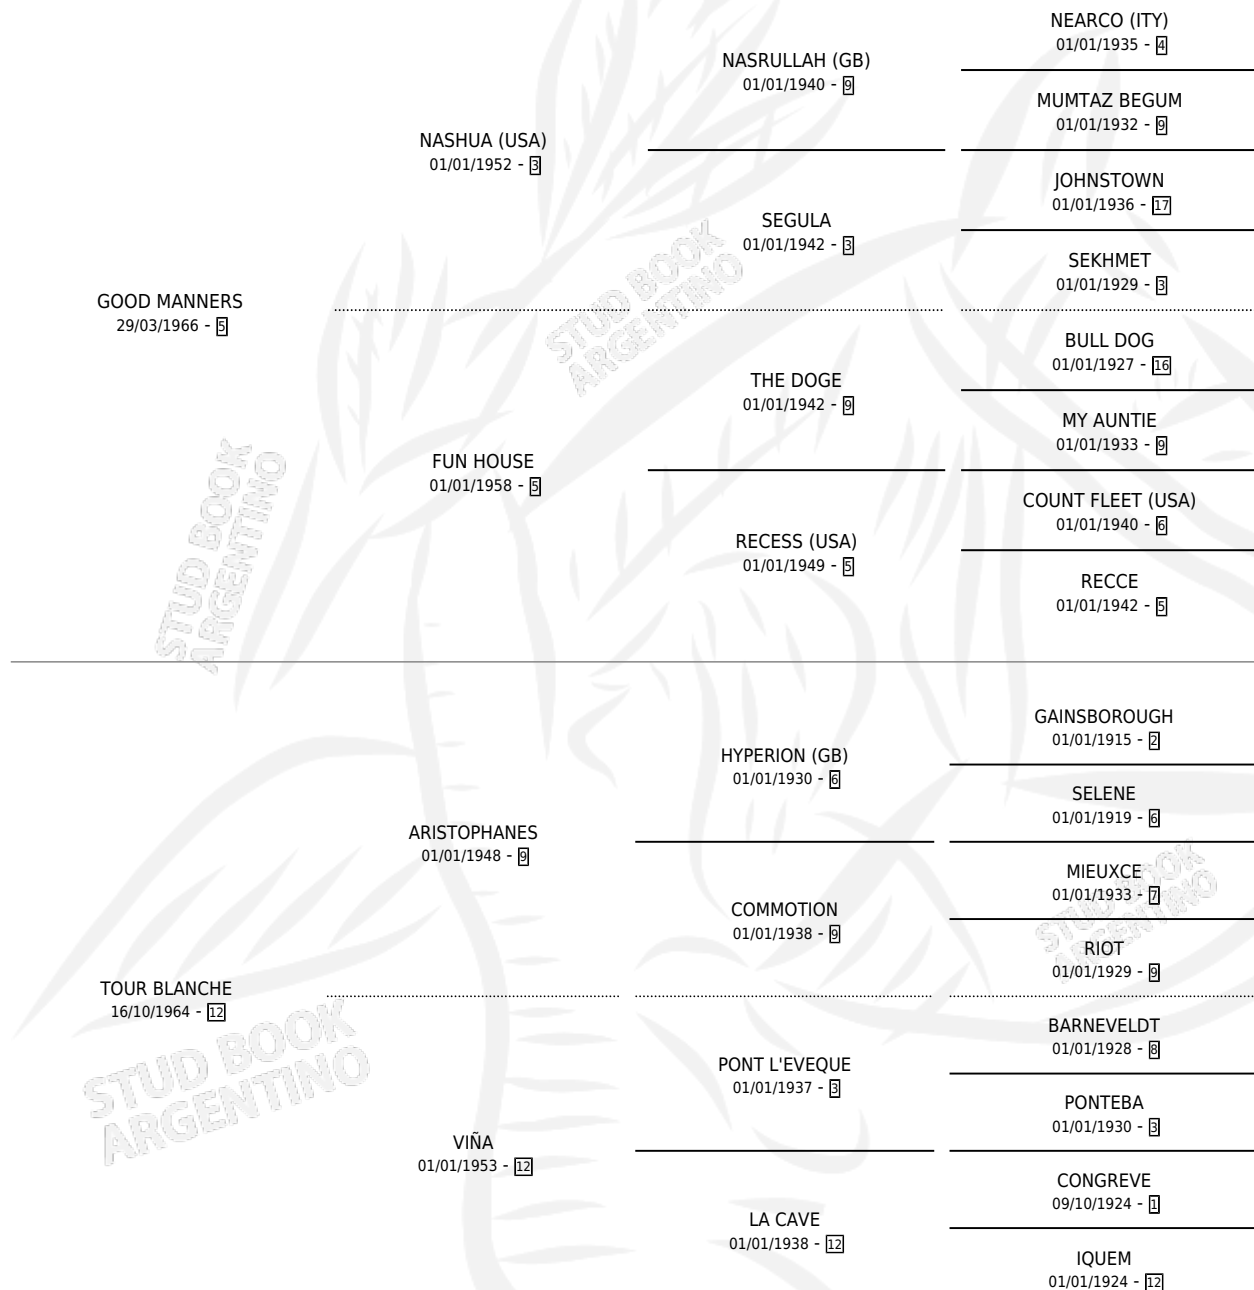 NEARCO (ITY)
01/01/1935 - 4
NASRULLAH (GB)
01/01/1940 - 9
MUMTAZ BEGUM
01/01/1932 - 9
NASHUA (USA)
01/01/1952 - 3
JOHNSTOWN
01/01/1936 - 17
SEGULA
01/01/1942 - 3
SEKHMET
01/01/1929 - 3
GOOD MANNERS
29/03/1966 - 5
BULL DOG
01/01/1927 - 16
THE DOGE
01/01/1942 - 9
MY AUNTIE
01/01/1933 - 9
FUN HOUSE
01/01/1958 - 5
COUNT FLEET (USA)
01/01/1940 - 6
RECESS (USA)
01/01/1949 - 5
RECCE
01/01/1942 - 5
GAINSBOROUGH
01/01/1915 - 2
HYPERION (GB)
01/01/1930 - 6
SELENE
01/01/1919 - 6
ARISTOPHANES
01/01/1948 - 9
MIEUXCE
01/01/1933 - 7
COMMOTION
01/01/1938 - 9
RIOT
01/01/1929 - 9
TOUR BLANCHE
16/10/1964 - 12
BARNEVELDT
01/01/1928 - 8
PONT L'EVEQUE
01/01/1937 - 3
PONTEBA
01/01/1930 - 3
VIÑA
01/01/1953 - 12
CONGREVE
09/10/1924 - 1
LA CAVE
01/01/1938 - 12
IQUEM
01/01/1924 - 12
STUD BOOK
ARGENTINO
STUD BOOK
ARGENTINO
STUD BOOK
ARGENTINO
STUD BOOK
ARGENTINO